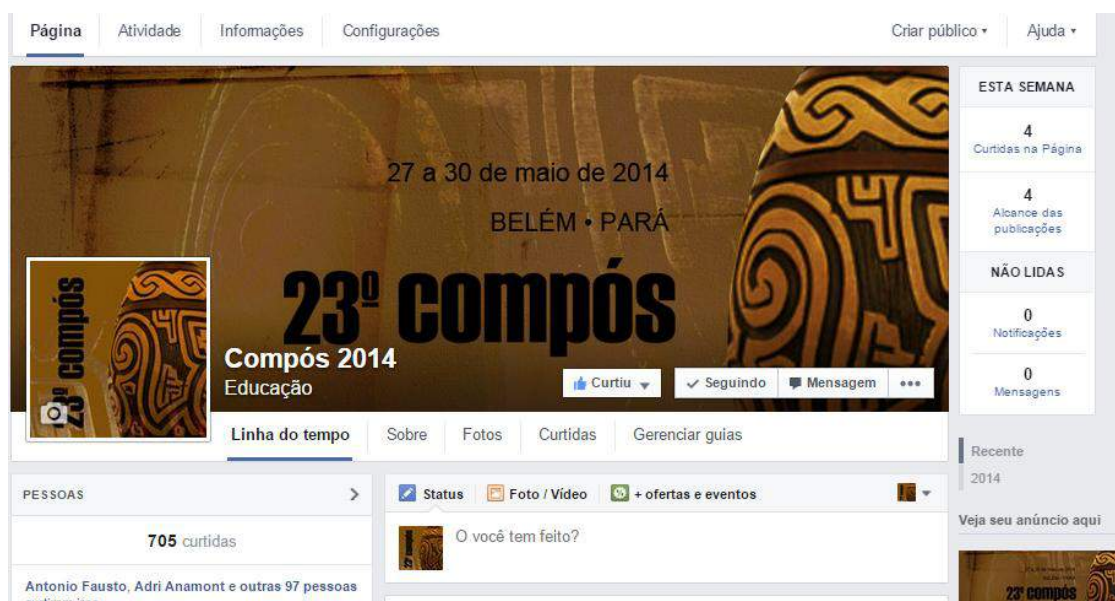 Página Atividade Informações Configurações Criar público Ajuda
27 a 30 de maio de 2014
BELÉM • PARÁ
23º compós
23º compós
Compós 2014
Educação
Curtiu Seguindo Mensagem
Linha do tempo Sobre Fotos Curtidas Gerenciar guias
PESSOAS
705 curtidas
Antonio Fausto, Adri Anamont e outras 97 pessoas
Status Foto / Vídeo + ofertas e eventos
O você tem feito?
ESTA SEMANA
4
Curtidas na Página
4
Alcance das
publicações
NÃO LIDAS
0
Notificações
0
Mensagens
Recente
2014
Veja seu anúncio aqui
23º compós